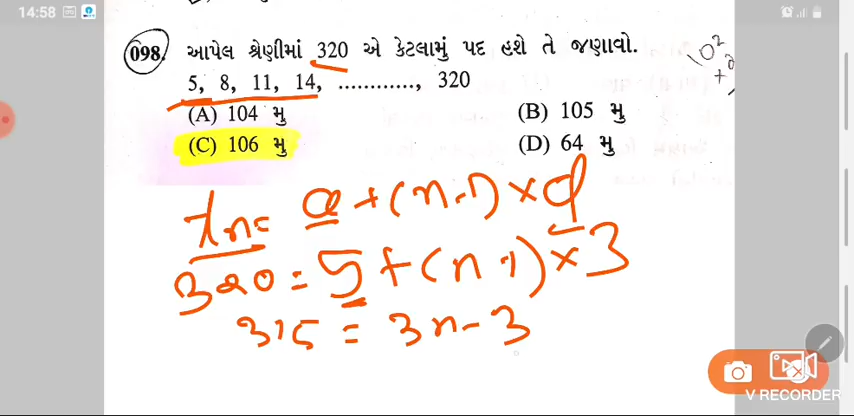 14:58
098. આપેલ શ્રેણીમાં 320 એ કેટલામું પદ હશે તે જણાવો.
5, 8, 11, 14, ............, 320
(A) 104 મુ
(B) 105 મુ
(C) 106 મુ
(D) 64 મુ
10²
+
Tn = a + (n-1) × d
320 = 5 + (n-1) × 3
315 = 3n - 3
V RECORDER